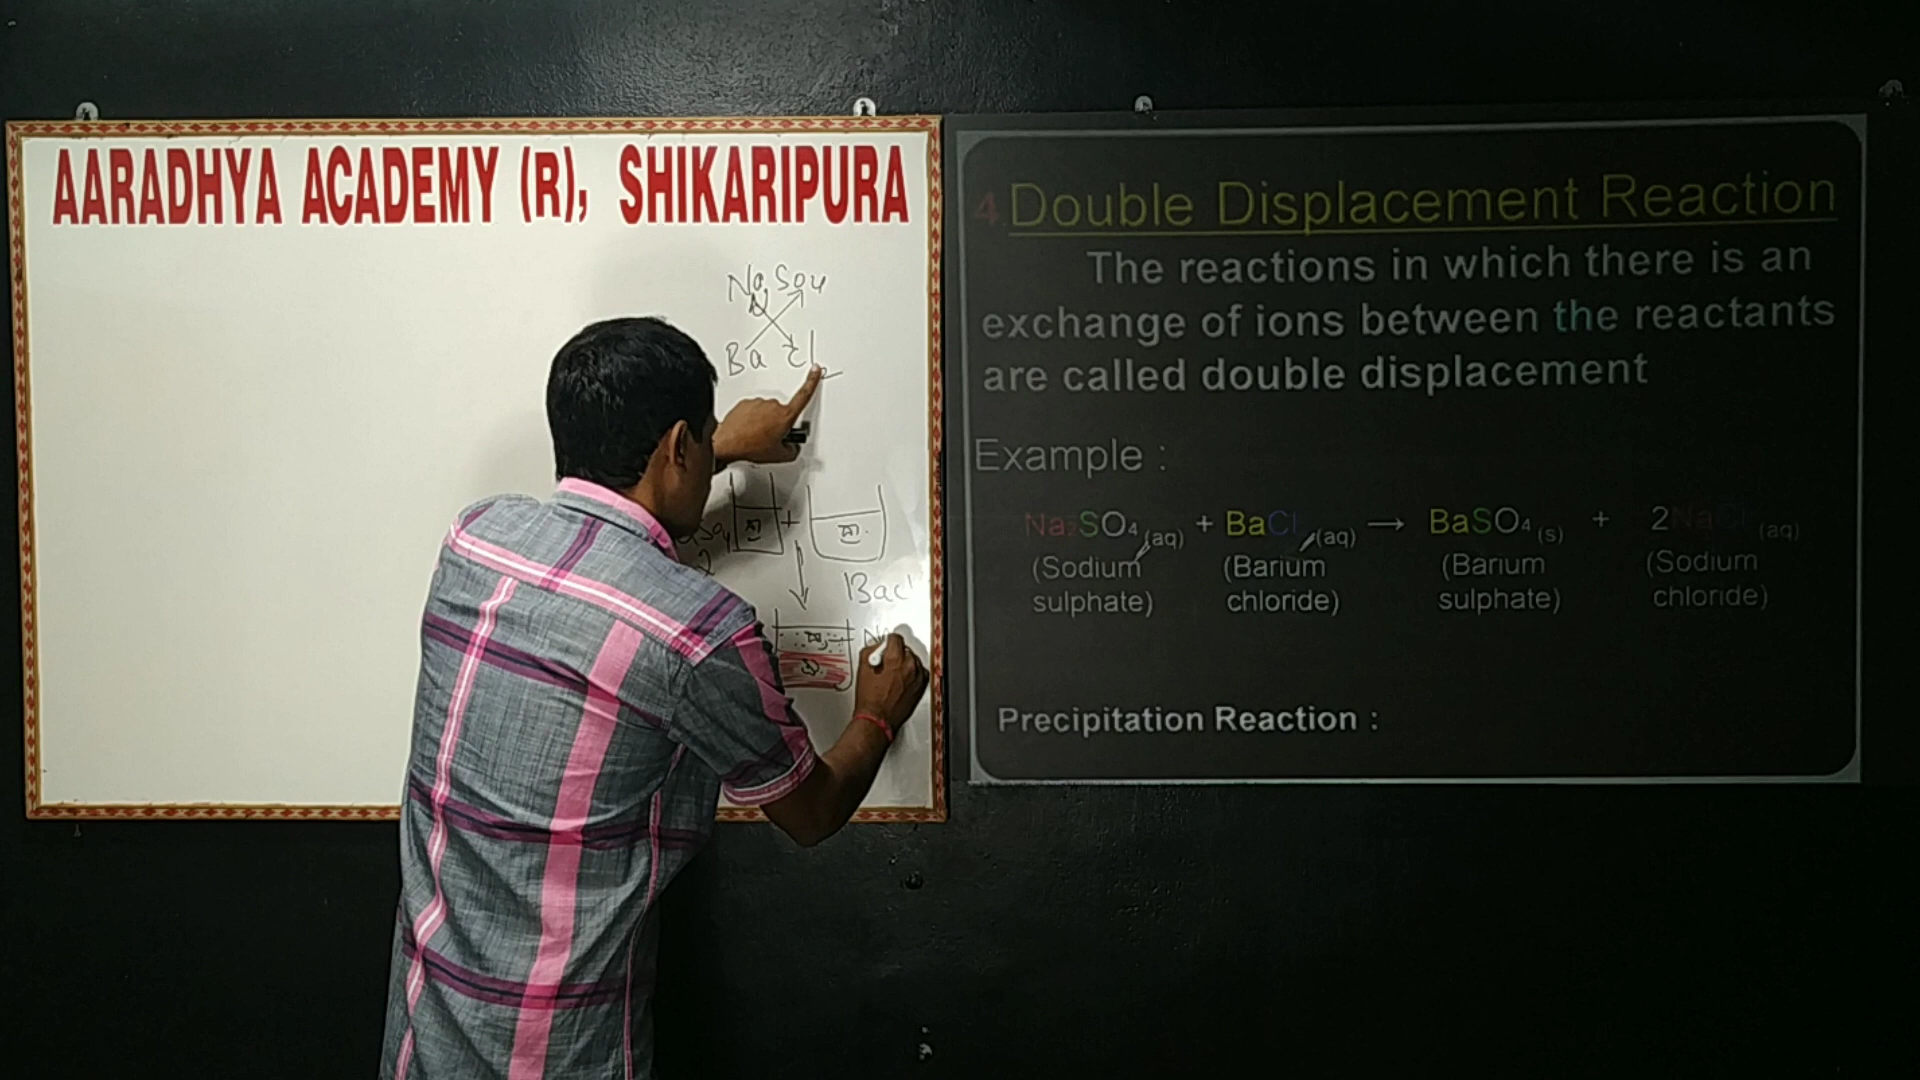 AARADHYA ACADEMY (R), SHIKARIPURA
Na2 SO4
Ba Cl2
+
BaCl
4. Double Displacement Reaction
The reactions in which there is an
exchange of ions between the reactants
are called double displacement
Example :
Na₂SO₄ (aq) + BaCl (aq) → BaSO₄ (s) + 2NaCl (aq)
(Sodium sulphate) (Barium chloride) (Barium sulphate) (Sodium chloride)
Precipitation Reaction :